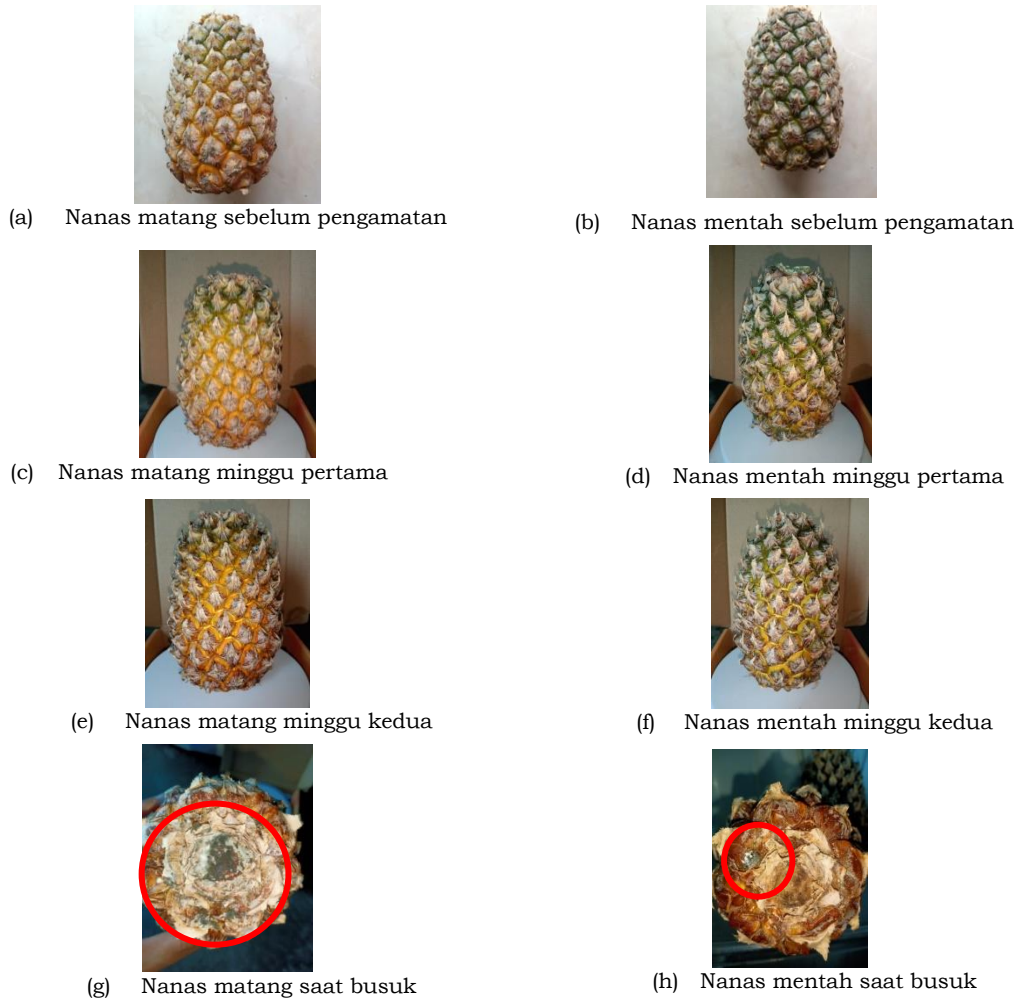 (a) Nanas matang sebelum pengamatan
(b) Nanas mentah sebelum pengamatan
(c) Nanas matang minggu pertama
(d) Nanas mentah minggu pertama
(e) Nanas matang minggu kedua
(f) Nanas mentah minggu kedua
(g) Nanas matang saat busuk
(h) Nanas mentah saat busuk